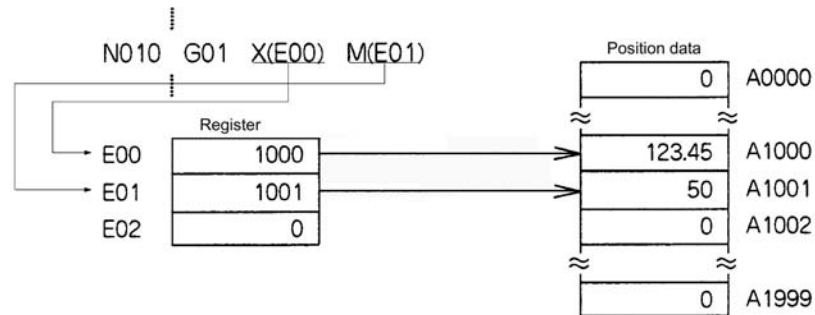 N010 G01 X(E00) M(E01)
Position data
0 A0000
Register
E00 1000 123.45 A1000
E01 1001 50 A1001
E02 0 0 A1002
0 A1999